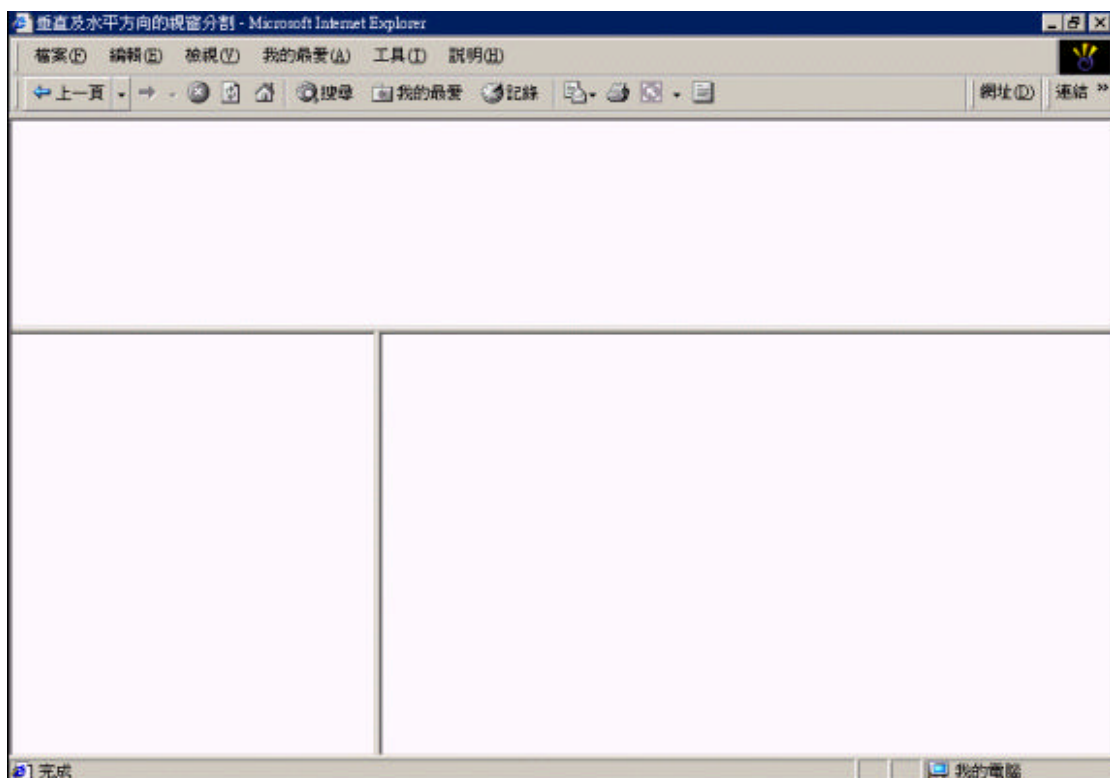 垂直及水平方向的視窗分割 - Microsoft Internet Explorer
檔案(F) 編輯(E) 檢視(V) 我的最愛(A) 工具(T) 說明(H)
上一頁 搜尋 我的最愛 記錄 網址(D) 連結 »
完成 我的電腦